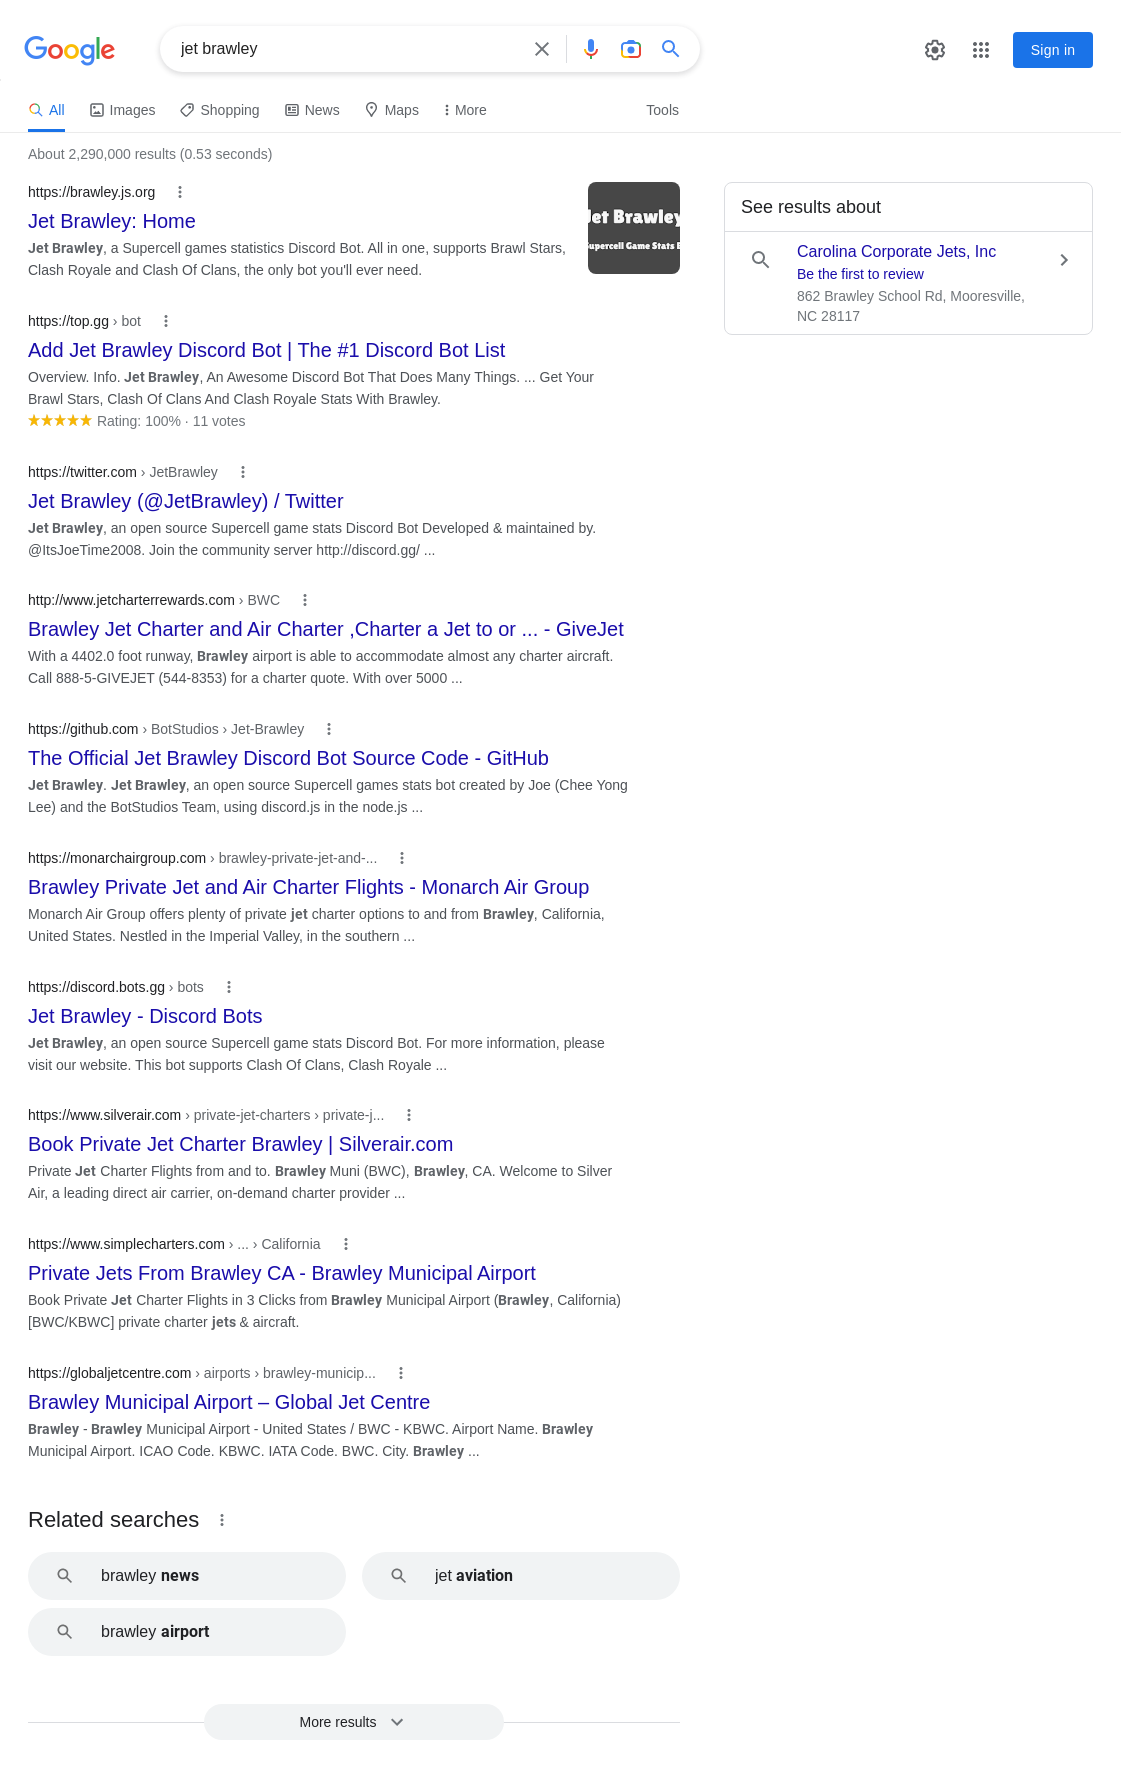 Google
jet brawley
Sign in
All
Images
Shopping
News
Maps
More
Tools
About 2,290,000 results (0.53 seconds)
https://brawley.js.org
Jet Brawley: Home
Jet Brawley, a Supercell games statistics Discord Bot. All in one, supports Brawl Stars,
Clash Royale and Clash Of Clans, the only bot you'll ever need.
Jet Brawley
Supercell Game Stats B
See results about
Carolina Corporate Jets, Inc
Be the first to review
862 Brawley School Rd, Mooresville,
NC 28117
https://top.gg › bot
Add Jet Brawley Discord Bot | The #1 Discord Bot List
Overview. Info. Jet Brawley, An Awesome Discord Bot That Does Many Things. ... Get Your
Brawl Stars, Clash Of Clans And Clash Royale Stats With Brawley.
Rating: 100% · 11 votes
https://twitter.com › JetBrawley
Jet Brawley (@JetBrawley) / Twitter
Jet Brawley, an open source Supercell game stats Discord Bot Developed & maintained by.
@ItsJoeTime2008. Join the community server http://discord.gg/ ...
http://www.jetcharterrewards.com › BWC
Brawley Jet Charter and Air Charter ,Charter a Jet to or ... - GiveJet
With a 4402.0 foot runway, Brawley airport is able to accommodate almost any charter aircraft.
Call 888-5-GIVEJET (544-8353) for a charter quote. With over 5000 ...
https://github.com › BotStudios › Jet-Brawley
The Official Jet Brawley Discord Bot Source Code - GitHub
Jet Brawley. Jet Brawley, an open source Supercell games stats bot created by Joe (Chee Yong
Lee) and the BotStudios Team, using discord.js in the node.js ...
https://monarchairgroup.com › brawley-private-jet-and-...
Brawley Private Jet and Air Charter Flights - Monarch Air Group
Monarch Air Group offers plenty of private jet charter options to and from Brawley, California,
United States. Nestled in the Imperial Valley, in the southern ...
https://discord.bots.gg › bots
Jet Brawley - Discord Bots
Jet Brawley, an open source Supercell game stats Discord Bot. For more information, please
visit our website. This bot supports Clash Of Clans, Clash Royale ...
https://www.silverair.com › private-jet-charters › private-j...
Book Private Jet Charter Brawley | Silverair.com
Private Jet Charter Flights from and to. Brawley Muni (BWC), Brawley, CA. Welcome to Silver
Air, a leading direct air carrier, on-demand charter provider ...
https://www.simplecharters.com › ... › California
Private Jets From Brawley CA - Brawley Municipal Airport
Book Private Jet Charter Flights in 3 Clicks from Brawley Municipal Airport (Brawley, California)
[BWC/KBWC] private charter jets & aircraft.
https://globaljetcentre.com › airports › brawley-municip...
Brawley Municipal Airport – Global Jet Centre
Brawley - Brawley Municipal Airport - United States / BWC - KBWC. Airport Name. Brawley
Municipal Airport. ICAO Code. KBWC. IATA Code. BWC. City. Brawley ...
Related searches
brawley news
jet aviation
brawley airport
More results